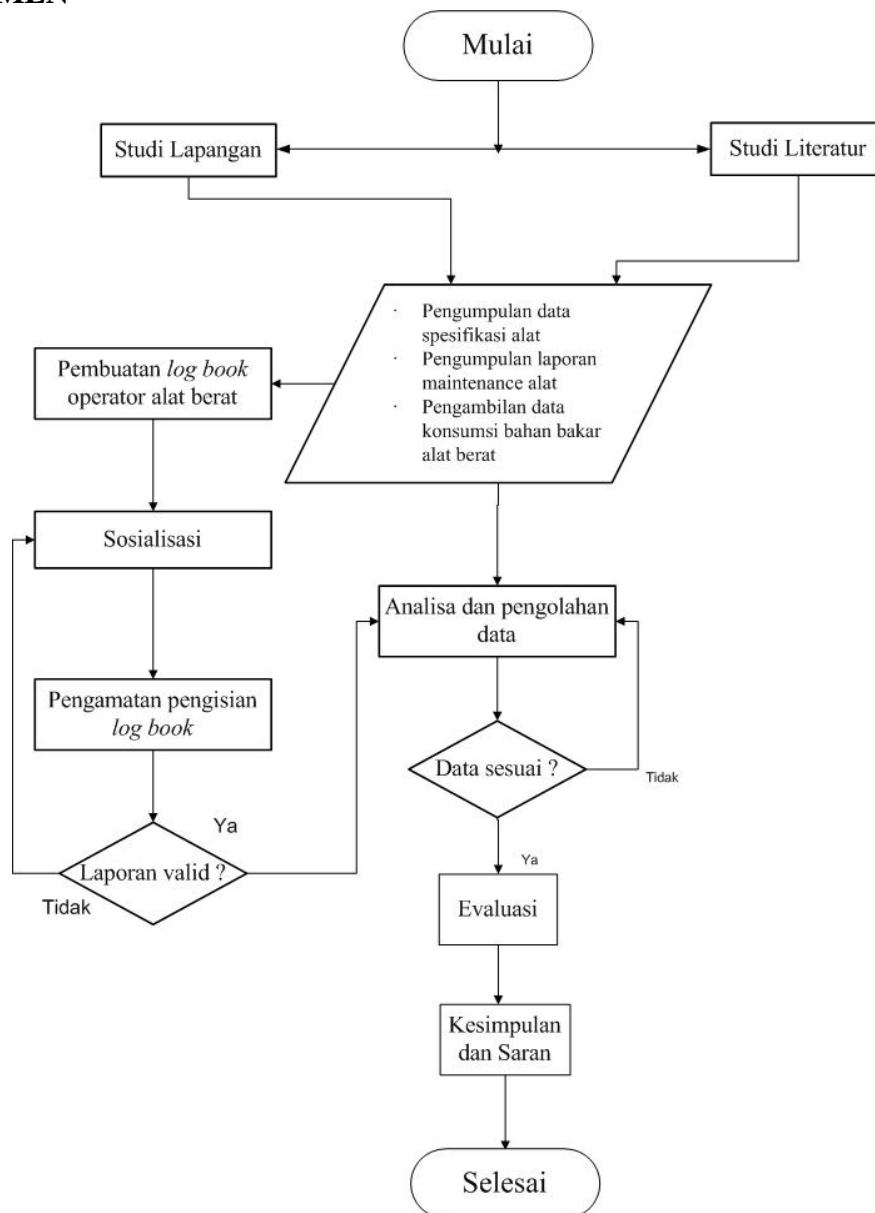 Mulai
Studi Lapangan
Studi Literatur
· Pengumpulan data
spesifikasi alat
· Pengumpulan laporan
maintenance alat
· Pengambilan data
konsumsi bahan bakar
alat berat
Pembuatan log book
operator alat berat
Sosialisasi
Analisa dan pengolahan
data
Pengamatan pengisian
log book
Data sesuai ?
Tidak
Ya
Laporan valid ?
Tidak
Ya
Evaluasi
Kesimpulan
dan Saran
Selesai